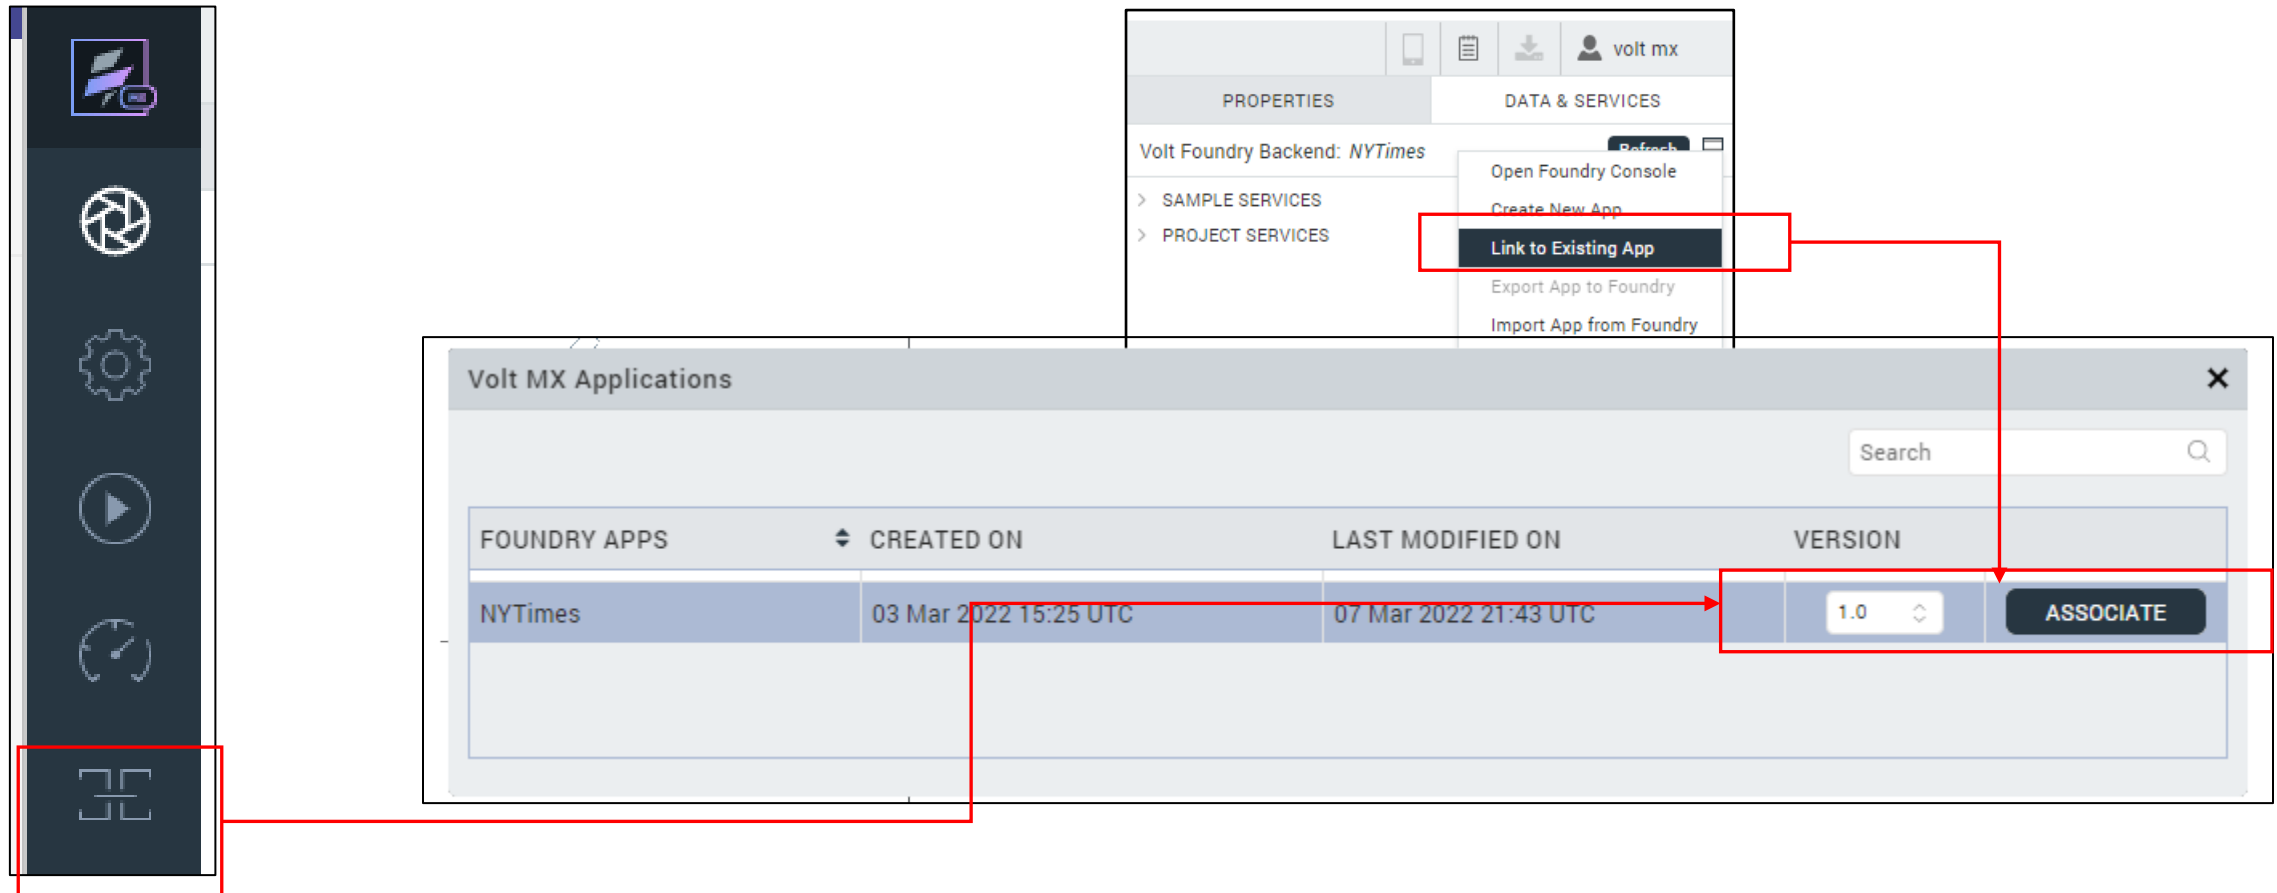 volt mx
PROPERTIES
DATA & SERVICES
Volt Foundry Backend: NYTimes
Refresh
SAMPLE SERVICES
PROJECT SERVICES
Open Foundry Console
Create New App
Link to Existing App
Export App to Foundry
Import App from Foundry
Volt MX Applications
Search
FOUNDRY APPS
CREATED ON
LAST MODIFIED ON
VERSION
NYTimes
03 Mar 2022 15:25 UTC
07 Mar 2022 21:43 UTC
1.0
ASSOCIATE